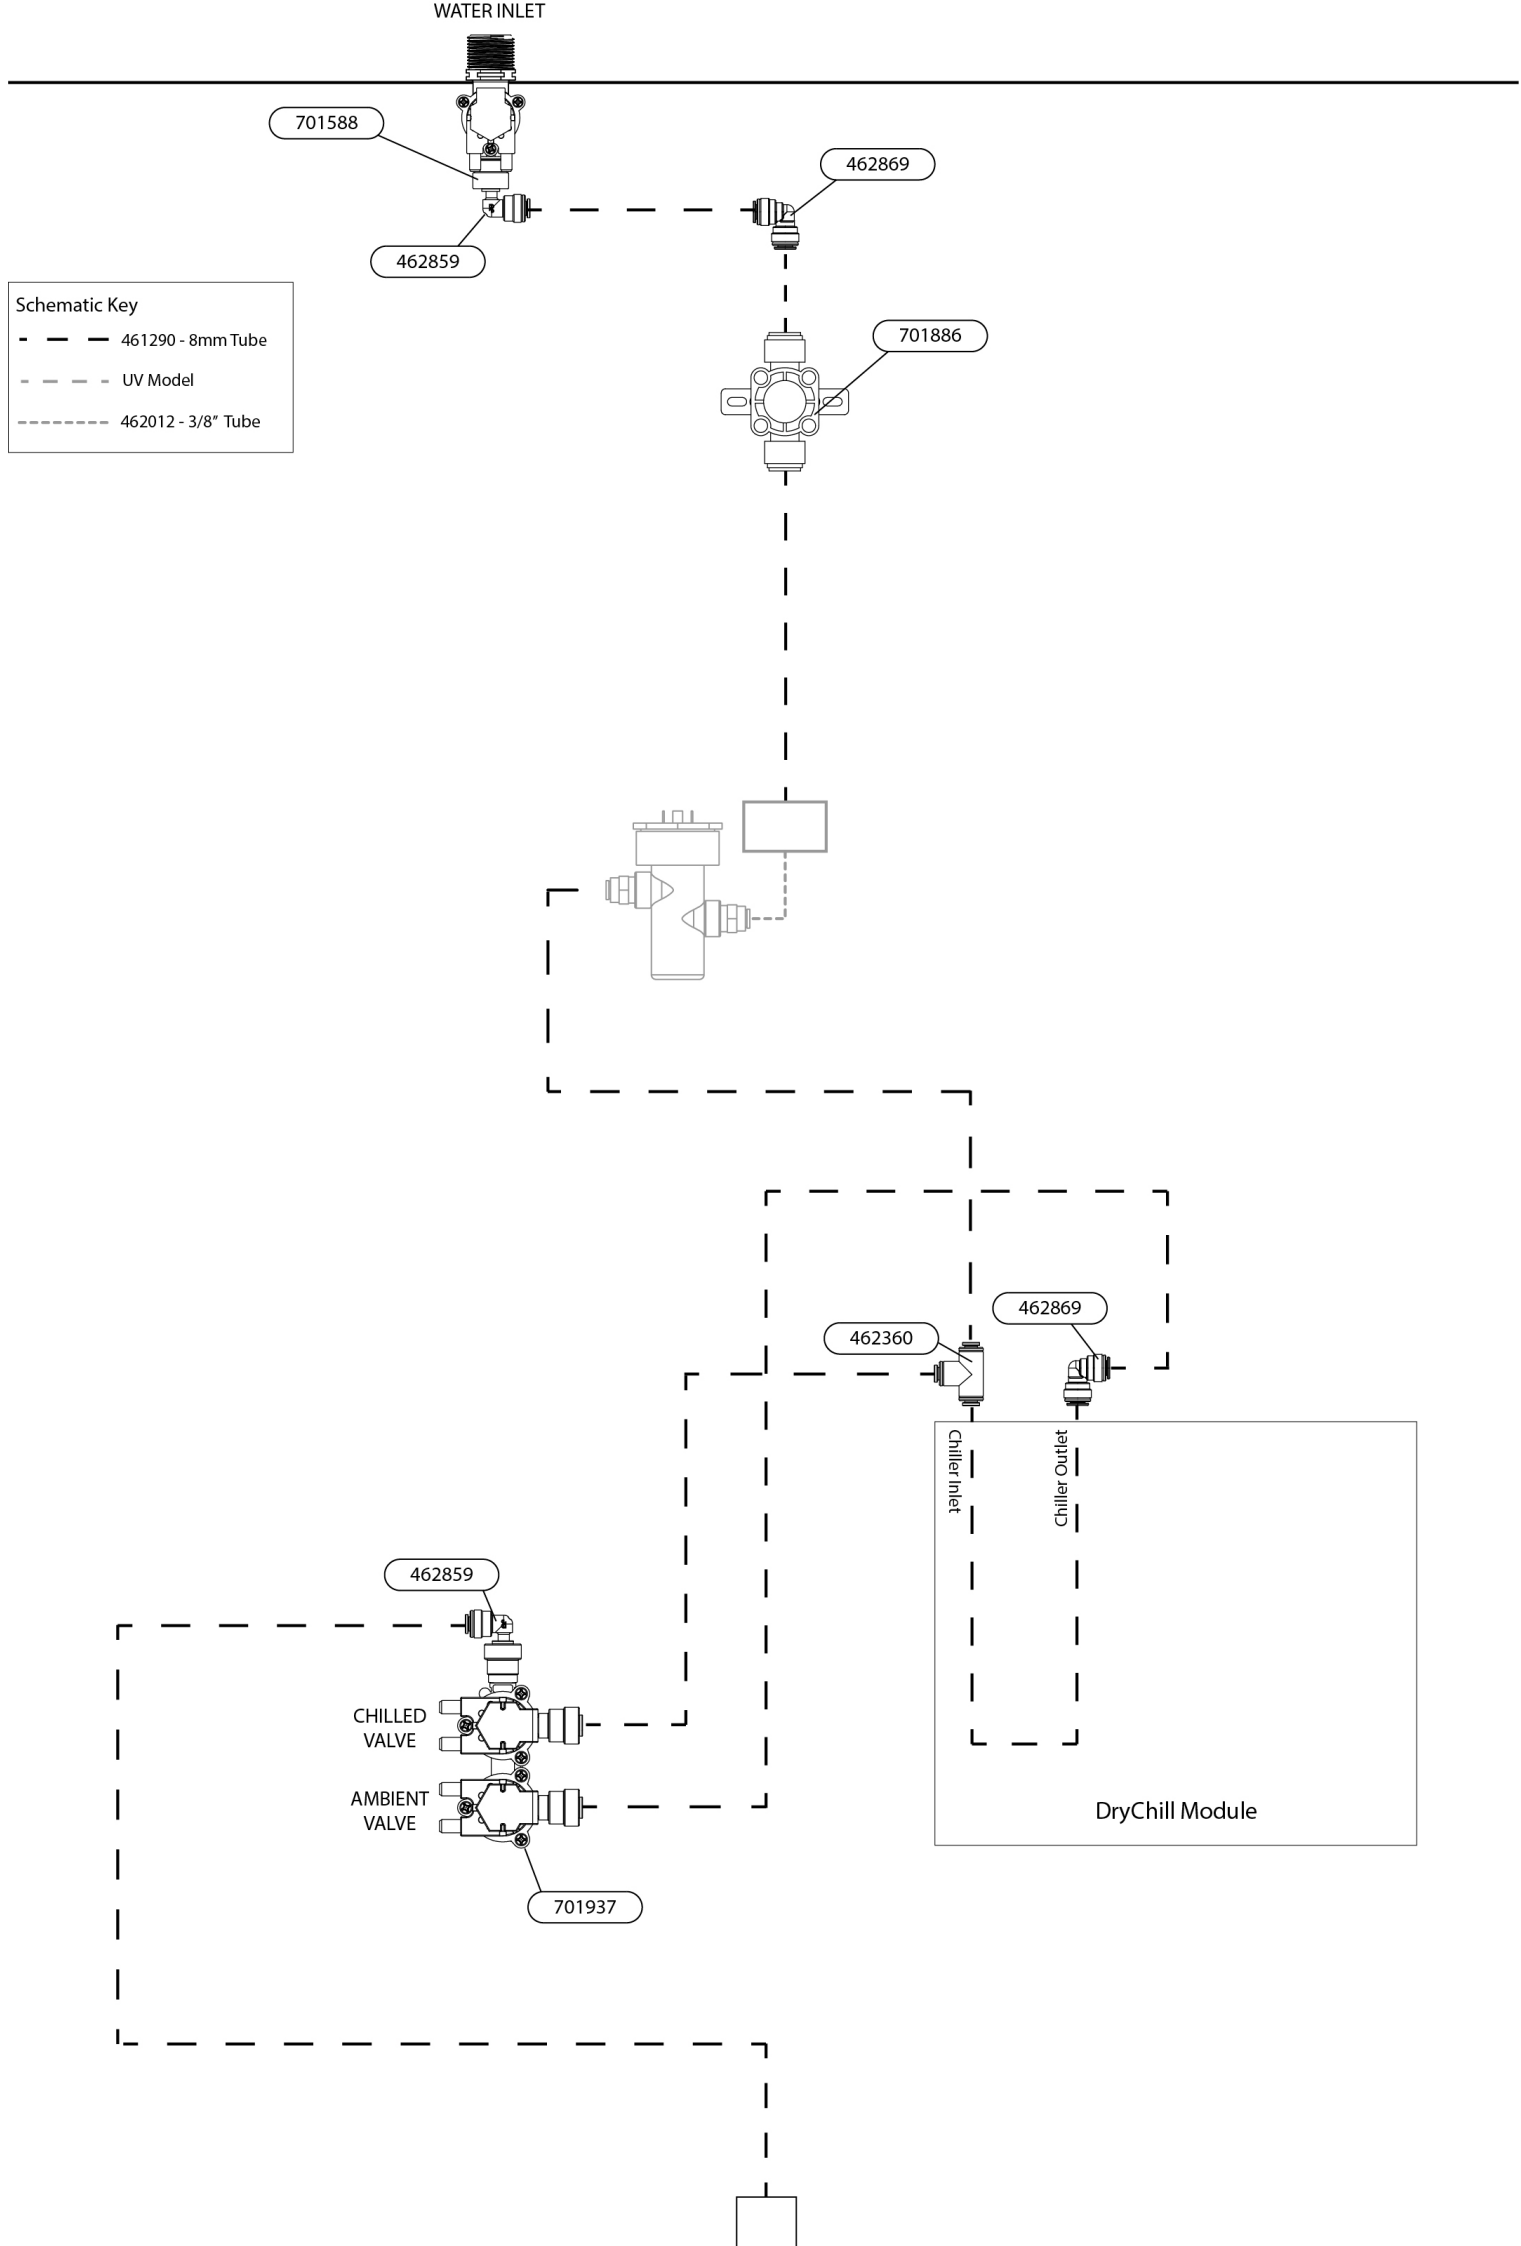 WATER INLET
701588
462869
462859
Schematic Key
461290 - 8mm Tube
UV Model
462012 - 3/8” Tube
701886
462869
462360
Chiller Inlet
Chiller Outlet
462859
CHILLED
VALVE
AMBIENT
VALVE
DryChill Module
701937